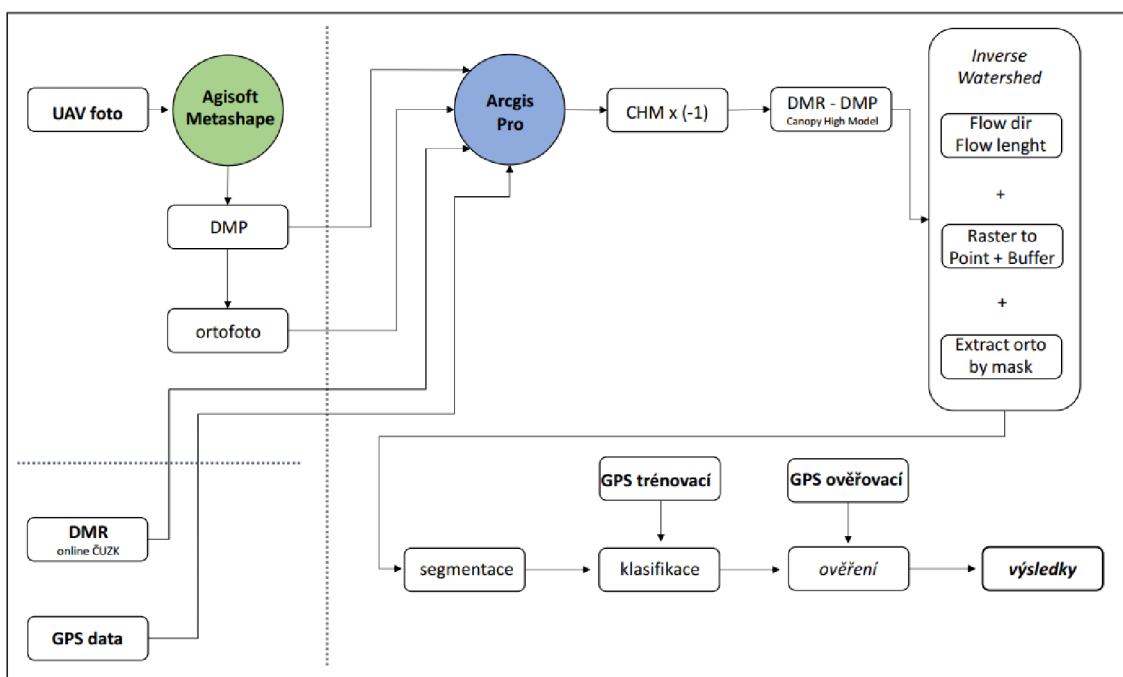 UAV foto
Agisoft
Metashape
DMP
ortofoto
DMR
online ČUZK
GPS data
Arcgis
Pro
CHM x (-1)
DMR - DMP
Canopy High Model
Inverse
Watershed
Flow dir
Flow lenght
+
Raster to
Point + Buffer
+
Extract orto
by mask
GPS trénovací
GPS ověřovací
segmentace
klasifikace
ověření
výsledky